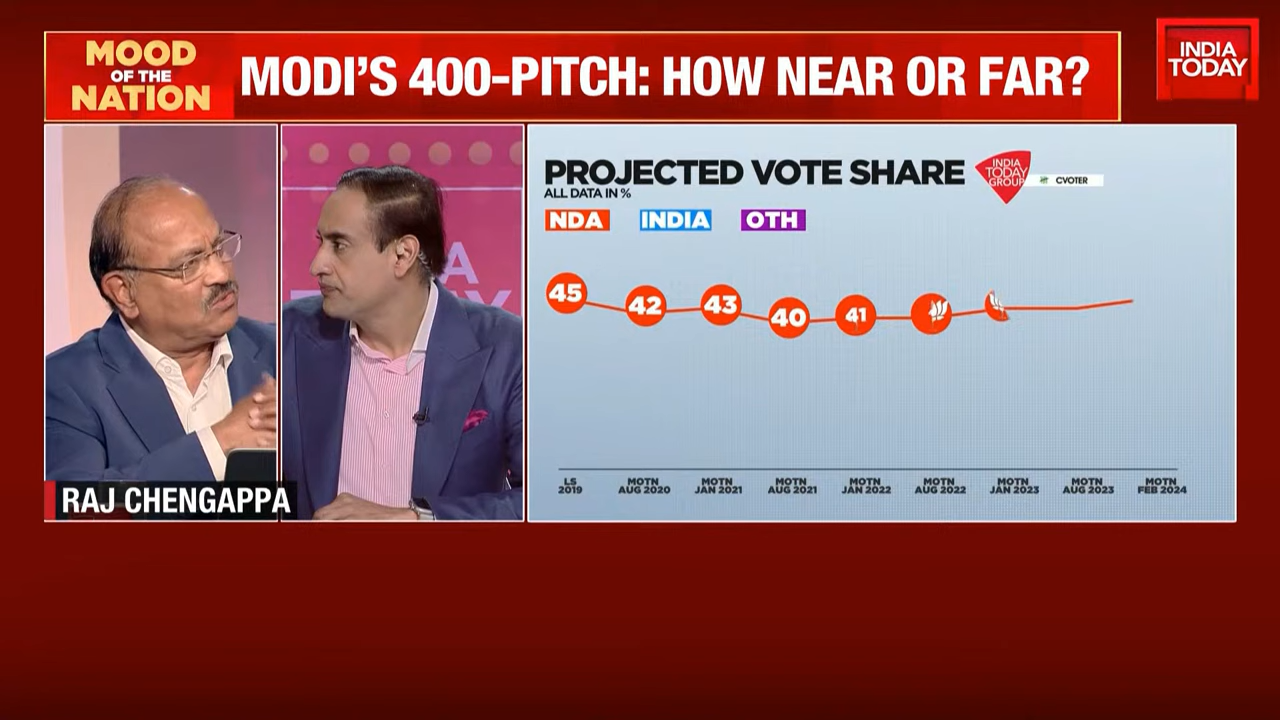 MOOD
OF THE
NATION
MODI'S 400-PITCH: HOW NEAR OR FAR?
INDIA
TODAY
PROJECTED VOTE SHARE
ALL DATA IN %
INDIA
TODAY
GROUP
CVOTER
NDA
INDIA
OTH
45
42
43
40
41
LS
2019
MOTN
AUG 2020
MOTN
JAN 2021
MOTN
AUG 2021
MOTN
JAN 2022
MOTN
AUG 2022
MOTN
JAN 2023
MOTN
AUG 2023
MOTN
FEB 2024
RAJ CHENGAPPA